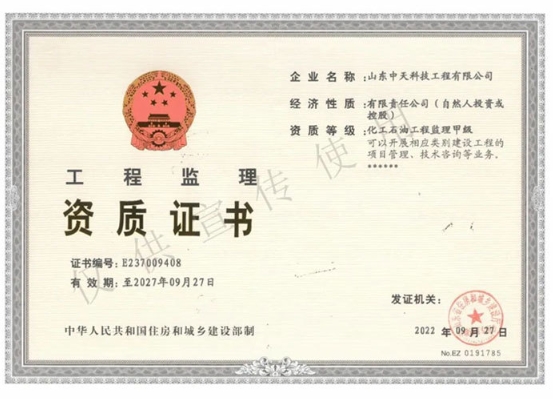 企业名称：山东中天科技工程有限公司
经济性质：有限责任公司（自然人投资或
控股）
资质等级：化工石油工程监理甲级
可以开展相应类别建设工程的
项目管理、技术咨询等业务。
******
工程监理
资质证书
仅供宣传使用
证书编号：E237009408
有效期：至2027年09月27日
发证机关：
2022 年 09 月 27 日
中华人民共和国住房和城乡建设部制
No.EZ 0191785